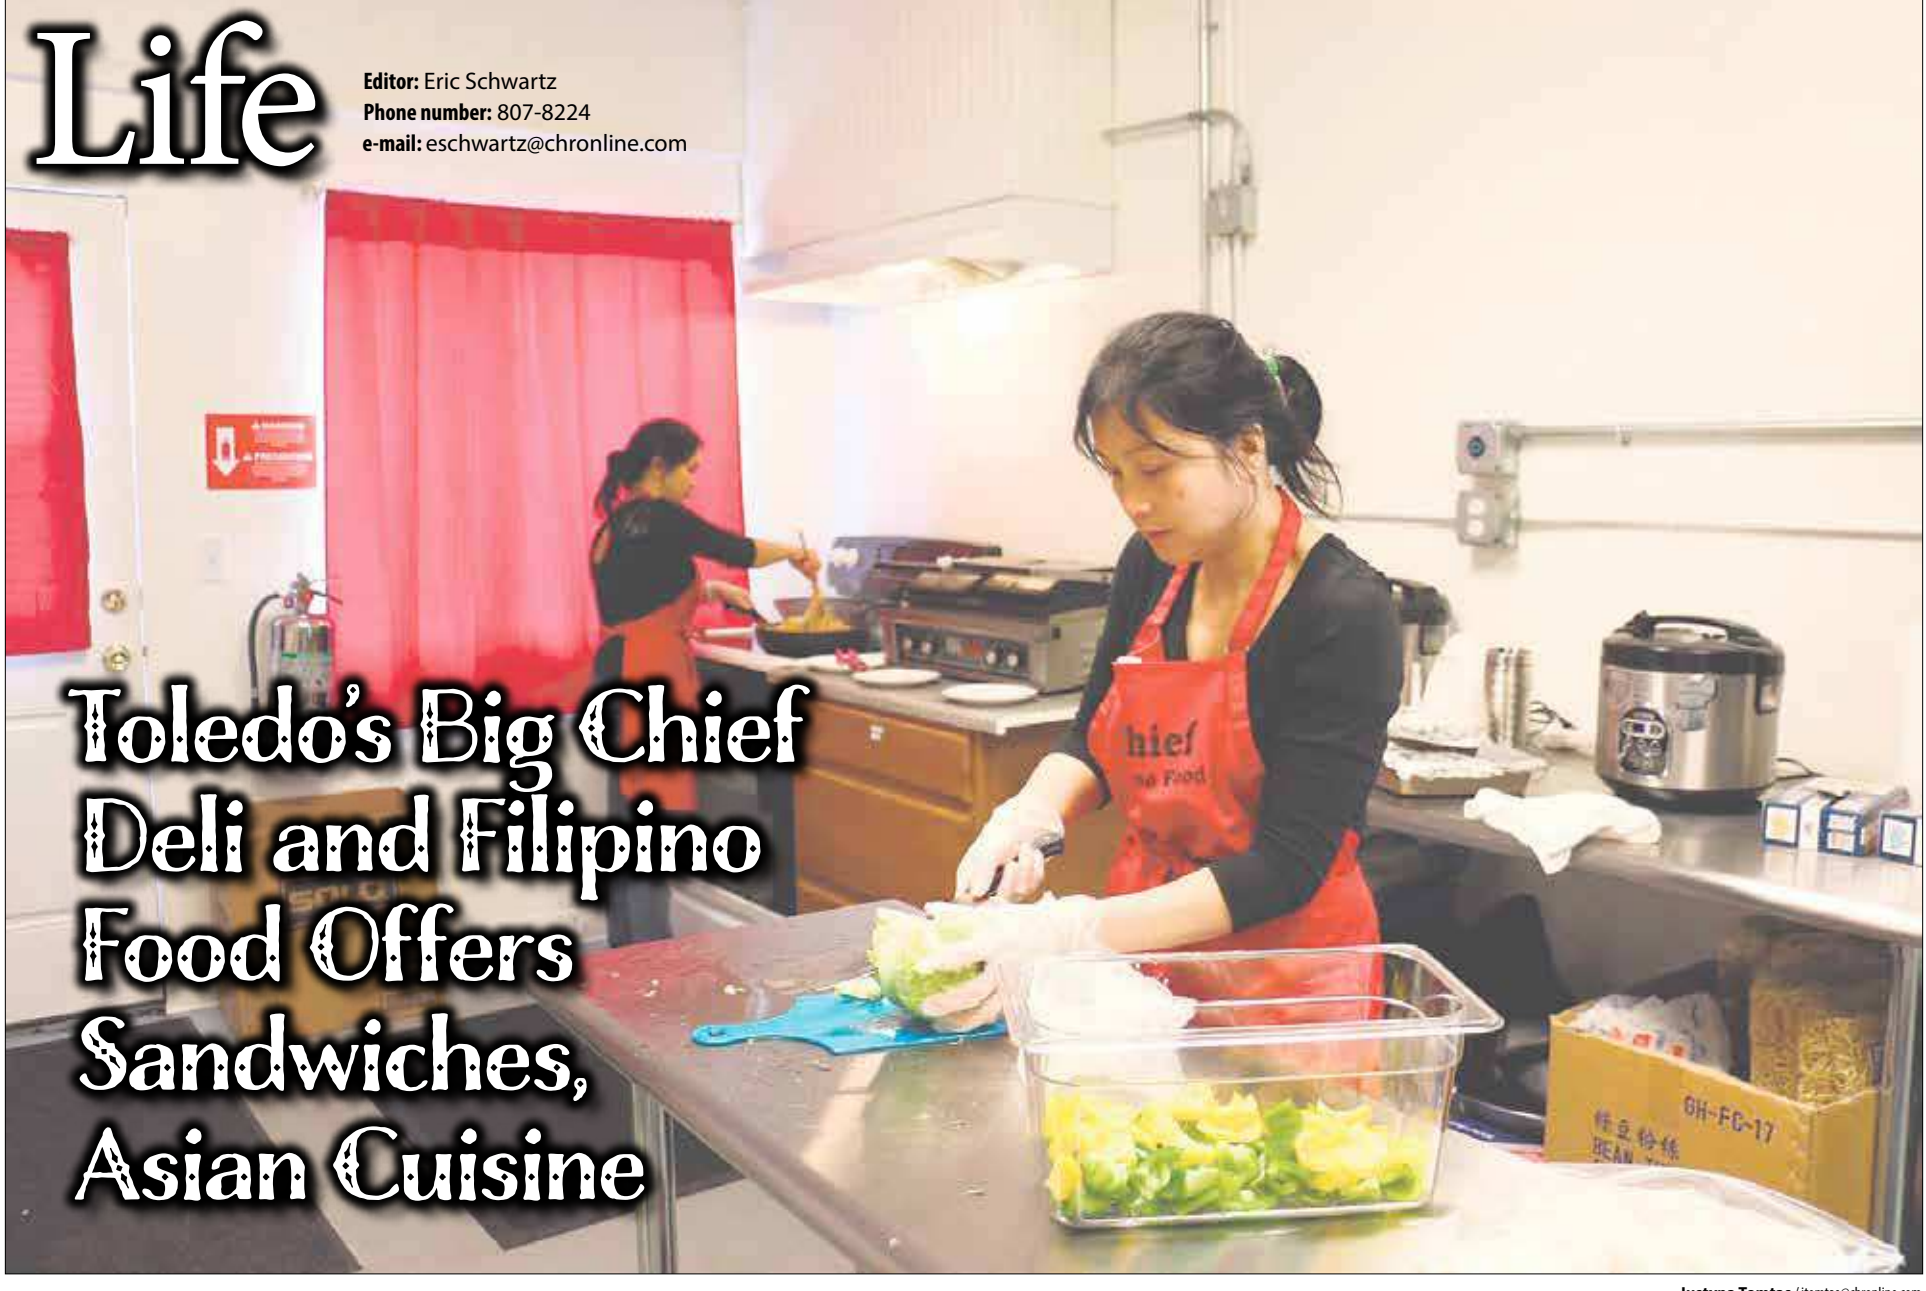 Life
Editor: Eric Schwartz
Phone number: 807-8224
e-mail: eschwartz@chronline.com
Toledo's Big Chief
Deli and Filipino
Food Offers
Sandwiches,
Asian Cuisine
hief
Food
SOLO
GH-FC-17
BEAN